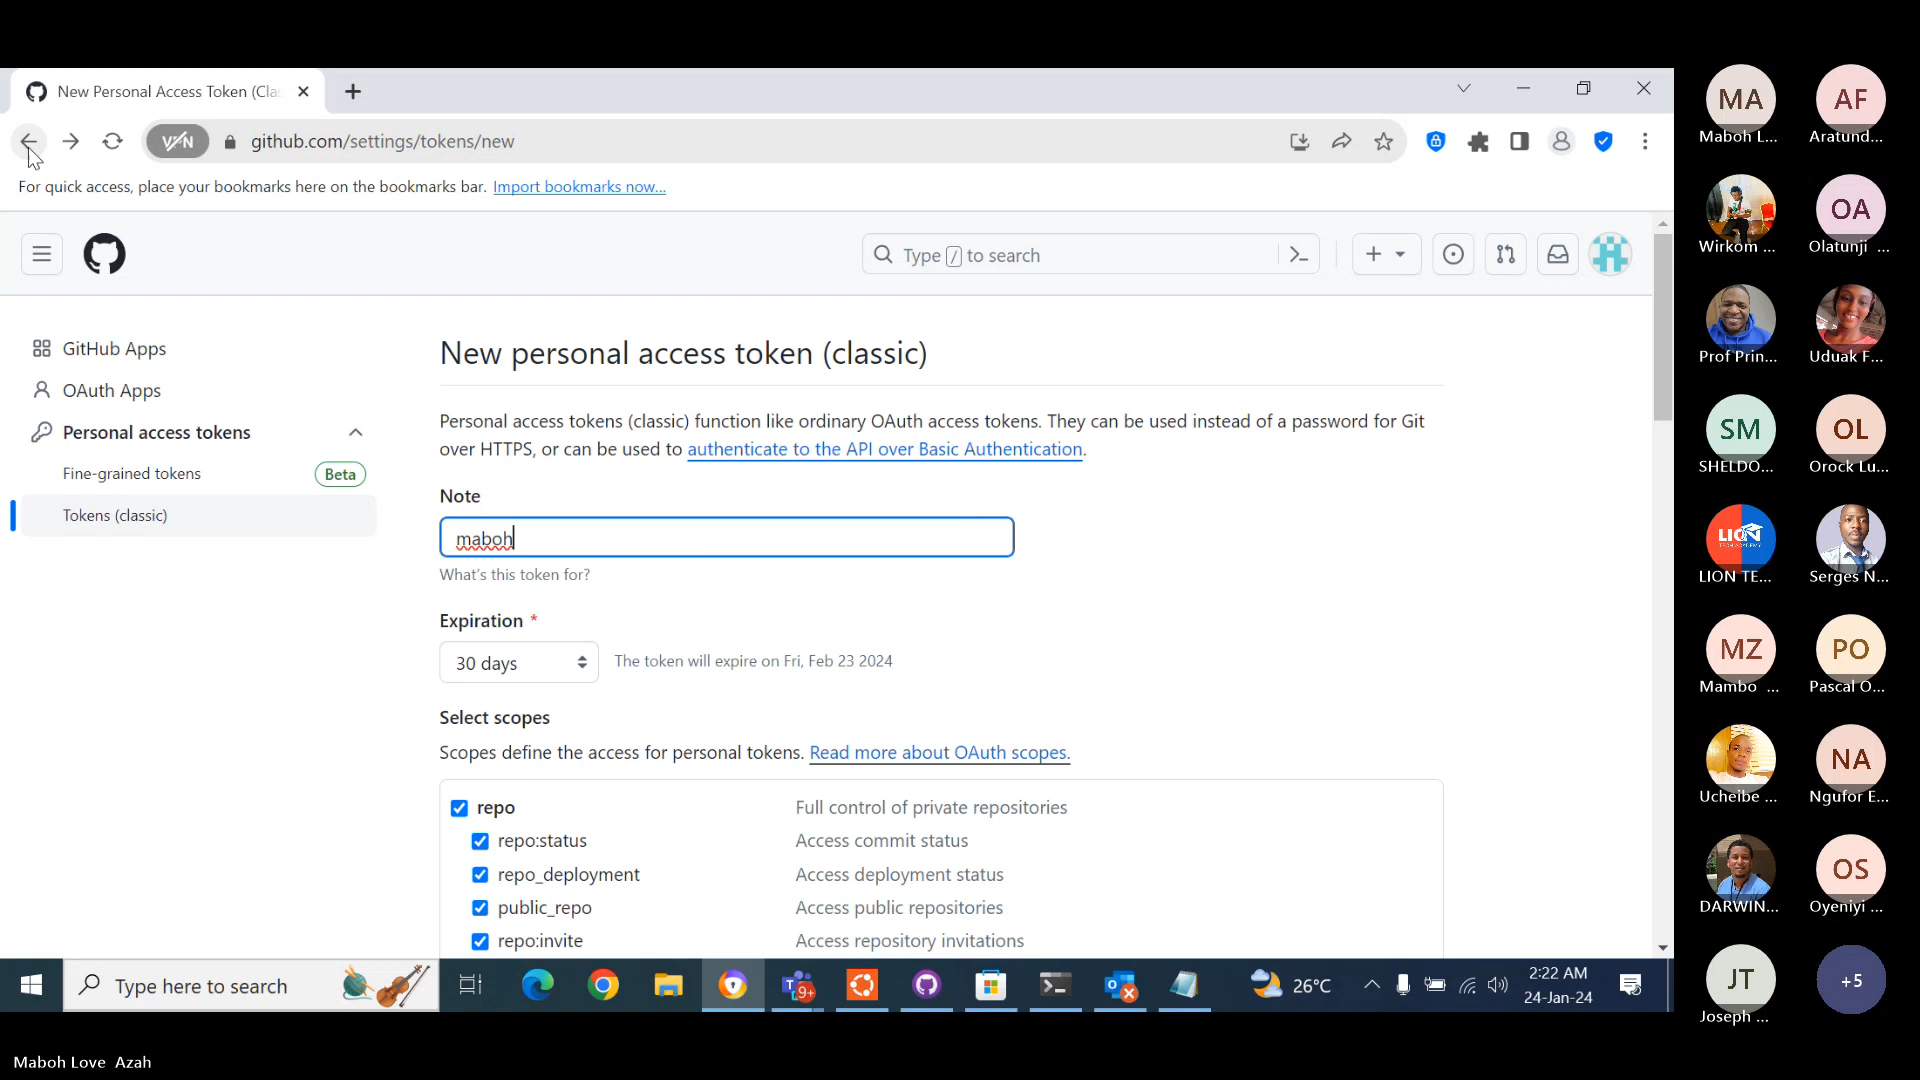 New Personal Access Token (Cla
VPN
github.com/settings/tokens/new
For quick access, place your bookmarks here on the bookmarks bar. Import bookmarks now...
Type / to search
GitHub Apps
OAuth Apps
Personal access tokens
Fine-grained tokens
Beta
Tokens (classic)
New personal access token (classic)
Personal access tokens (classic) function like ordinary OAuth access tokens. They can be used instead of a password for Git
over HTTPS, or can be used to authenticate to the API over Basic Authentication.
Note
maboh
What's this token for?
Expiration *
30 days
The token will expire on Fri, Feb 23 2024
Select scopes
Scopes define the access for personal tokens. Read more about OAuth scopes.
repo Full control of private repositories
repo:status Access commit status
repo_deployment Access deployment status
public_repo Access public repositories
repo:invite Access repository invitations
Type here to search
9+
26°C
2:22 AM
24-Jan-24
Maboh Love Azah
MA AF
Maboh L... Aratund...
OA
Wirkom ... Olatunji ...
Prof Prin... Uduak F...
SM OL
SHELDO... Orock Lu...
LION
TECH ACADEMY
LION TE... Serges N...
MZ PO
Mambo ... Pascal O...
NA
Ucheibe ... Ngufor E...
OS
DARWIN... Oyeniyi ...
JT +5
Joseph ...